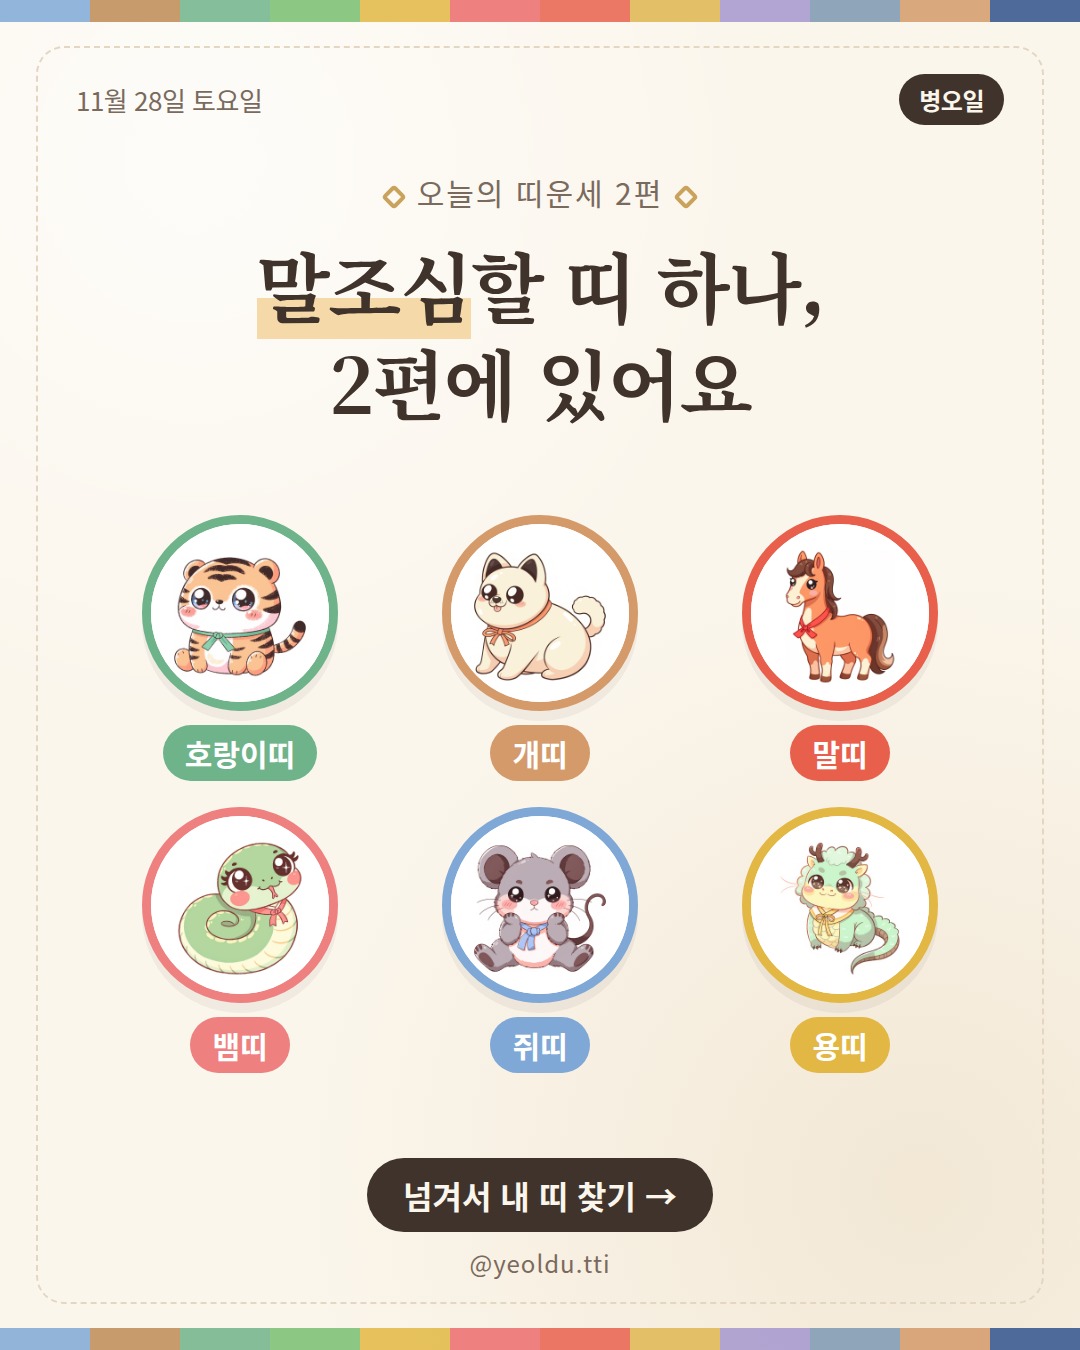 11월 28일 토요일
병오일
오늘의 띠운세 2편
말조심할 띠 하나,
2편에 있어요
호랑이띠
개띠
말띠
뱀띠
쥐띠
용띠
넘겨서 내 띠 찾기 →
@yeoldu.tti